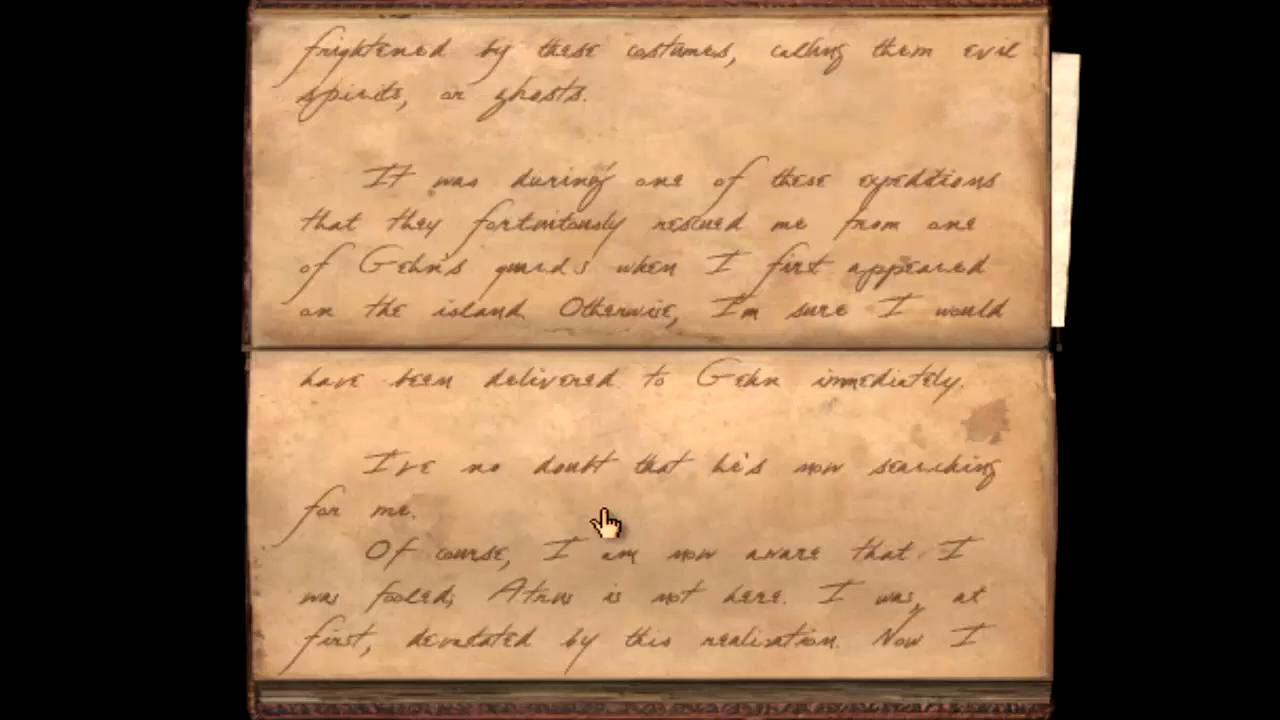 frightened by these costumes, calling them evil
spirits, or ghosts.
It was during one of these expeditions
that they fortuitously rescued me from one
of Gehn's guards when I first appeared
on the island. Otherwise, I'm sure I would
have been delivered to Gehn immediately.
I've no doubt that he's now searching
for me.
Of course, I am now aware that I
was fooled; Atrus is not here. I was, at
first, devastated by this realization. Now I